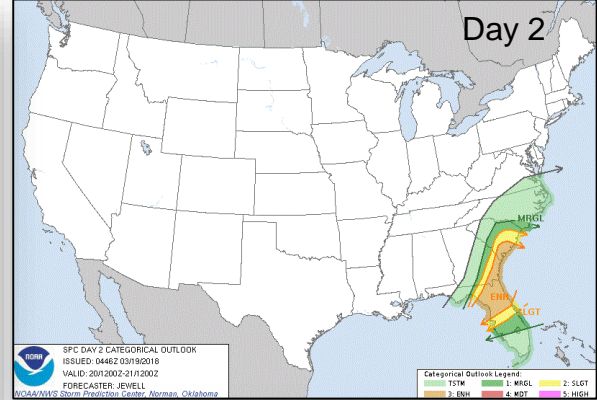 Day 2
MRGL
ENH
SLGT
noaa
SPC DAY 2 CATEGORICAL OUTLOOK
ISSUED: 0446Z 03/19/2018
VALID: 20/1200Z-21/1200Z
FORECASTER: JEWELL
NOAA/NWS Storm Prediction Center, Norman, Oklahoma
Categorical Outlook Legend:
TSTM 1: MRGL 2: SLGT
3: ENH 4: MDT 5: HIGH